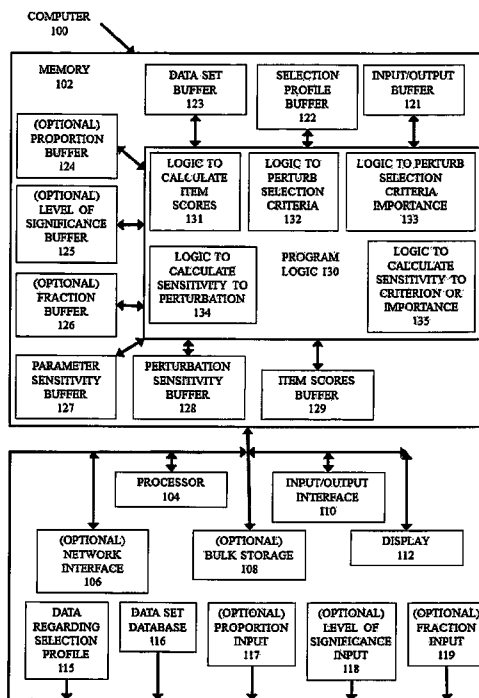 COMPUTER
100
MEMORY
102
DATA SET
BUFFER
123
SELECTION
PROFILE
BUFFER
122
INPUT/OUTPUT
BUFFER
121
(OPTIONAL)
PROPORTION
BUFFER
124
(OPTIONAL)
LEVEL OF
SIGNIFICANCE
BUFFER
125
(OPTIONAL)
FRACTION
BUFFER
126
LOGIC TO
CALCULATE
ITEM
SCORES
131
LOGIC TO
PERTURB
SELECTION
CRITERIA
132
LOGIC TO PERTURB
SELECTION
CRITERIA
IMPORTANCE
133
LOGIC TO
CALCULATE
SENSITIVITY TO
PERTURBATION
134
PROGRAM
LOGIC 130
LOGIC TO
CALCULATE
SENSITIVITY TO
CRITERION OR
IMPORTANCE
135
PARAMETER
SENSITIVITY
BUFFER
127
PERTURBATION
SENSITIVITY
BUFFER
128
ITEM SCORES
BUFFER
129
PROCESSOR
104
INPUT/OUTPUT
INTERFACE
110
(OPTIONAL)
NETWORK
INTERFACE
106
(OPTIONAL)
BULK STORAGE
108
DISPLAY
112
DATA
REGARDING
SELECTION
PROFILE
115
DATA SET
DATABASE
116
(OPTIONAL)
PROPORTION
INPUT
117
(OPTIONAL)
LEVEL OF
SIGNIFICANCE
INPUT
118
(OPTIONAL)
FRACTION
INPUT
119